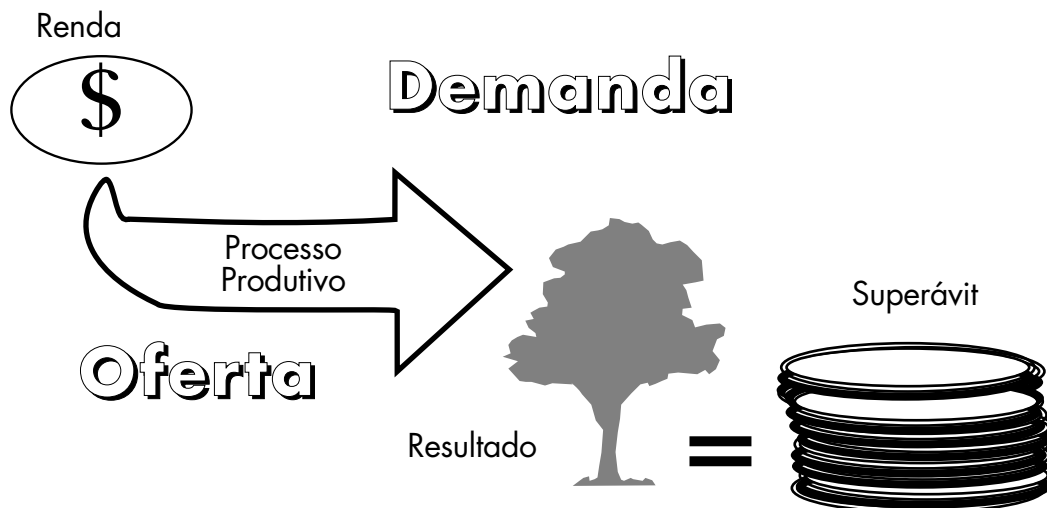 Renda
$
Demanda
Processo
Produtivo
Oferta
Superávit
Resultado
=